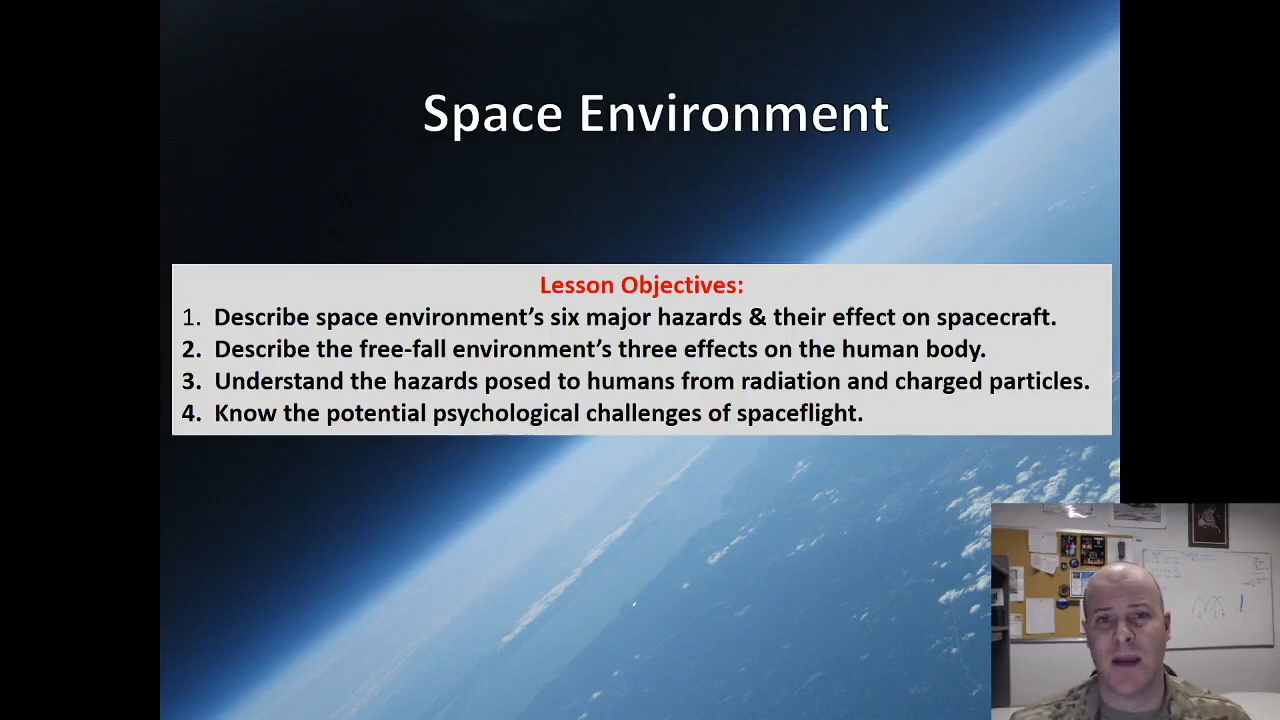 Space Environment
Lesson Objectives:
1. Describe space environment's six major hazards & their effect on spacecraft.
2. Describe the free-fall environment's three effects on the human body.
3. Understand the hazards posed to humans from radiation and charged particles.
4. Know the potential psychological challenges of spaceflight.